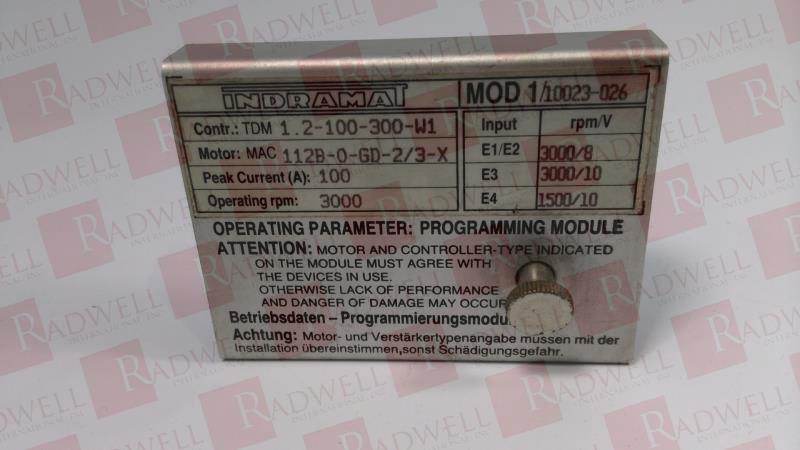 INDRAMAT
MOD 1/10023-026
Contr.: TDM 1.2-100-300-W1
Motor: MAC 112B-0-GD-2/3-X
Peak Current (A): 100
Operating rpm: 3000
Input rpm/V
E1/E2 3000/8
E3 3000/10
E4 1500/10
OPERATING PARAMETER: PROGRAMMING MODULE
ATTENTION: MOTOR AND CONTROLLER-TYPE INDICATED
ON THE MODULE MUST AGREE WITH
THE DEVICES IN USE.
OTHERWISE LACK OF PERFORMANCE
AND DANGER OF DAMAGE MAY OCCUR
Betriebsdaten – Programmierungsmodu
Achtung: Motor- und Verstärkertypenangabe müssen mit der
Installation übereinstimmen,sonst Schädigungsgefahr.
RADWELL
INTERNATIONAL, INC.